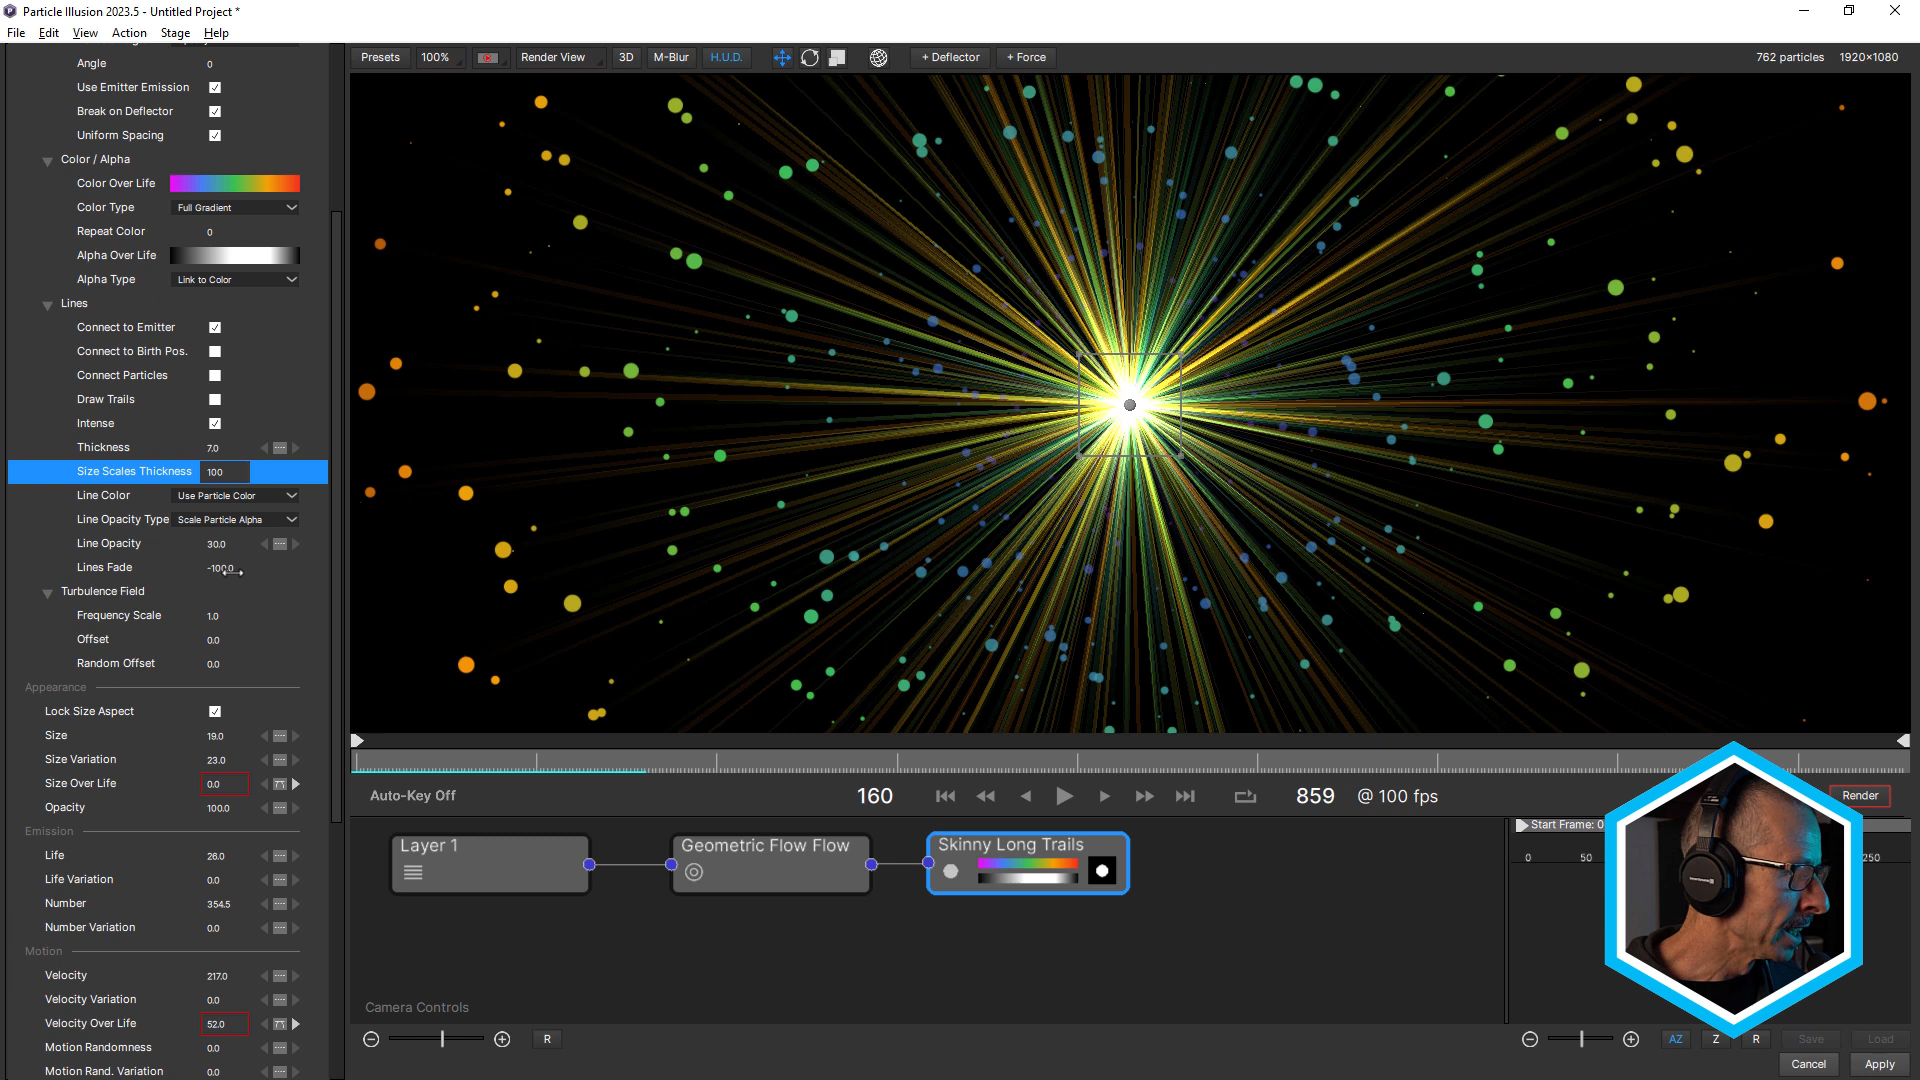 Particle Illusion 2023.5 - Untitled Project *
File Edit View Action Stage Help
Presets 100% Render View 3D M-Blur H.U.D. + Deflector + Force 762 particles 1920×1080
Angle 0
Use Emitter Emission
Break on Deflector
Uniform Spacing
Color / Alpha
Color Over Life
Color Type Full Gradient
Repeat Color 0
Alpha Over Life
Alpha Type Link to Color
Lines
Connect to Emitter
Connect to Birth Pos.
Connect Particles
Draw Trails
Intense
Thickness 7.0
Size Scales Thickness 100
Line Color Use Particle Color
Line Opacity Type Scale Particle Alpha
Line Opacity 30.0
Lines Fade -100.0
Turbulence Field
Frequency Scale 1.0
Offset 0.0
Random Offset 0.0
Appearance
Lock Size Aspect
Size 19.0
Size Variation 23.0
Size Over Life 0.0
Opacity 100.0
Emission
Life 26.0
Life Variation 0.0
Number 354.5
Number Variation 0.0
Motion
Velocity 217.0
Velocity Variation 0.0
Velocity Over Life 52.0
Motion Randomness 0.0
Motion Rand. Variation 0.0
Auto-Key Off 160 859 @ 100 fps Render
Layer 1
Geometric Flow Flow
Skinny Long Trails
Start Frame: 0
0 50 250
Camera Controls
R
AZ Z R Save Load
Cancel Apply